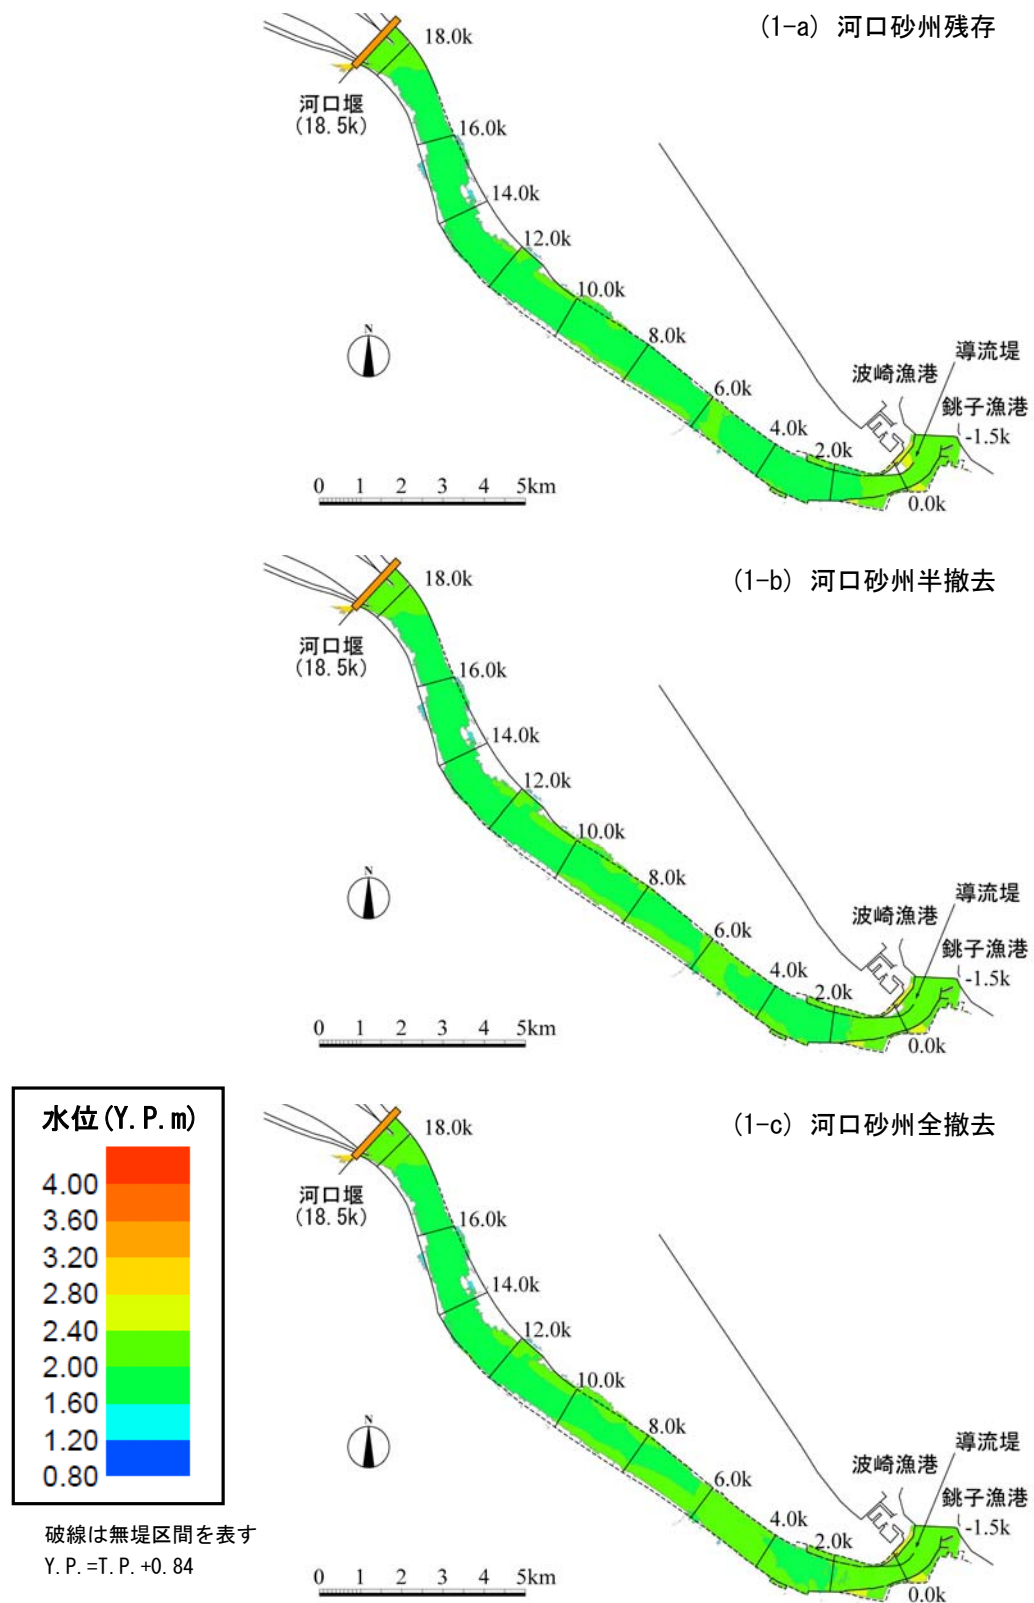 (1-a) 河口砂州残存
18.0k
河口堰
(18.5k)
16.0k
14.0k
12.0k
10.0k
8.0k
6.0k
4.0k
2.0k
0.0k
導流堤
波崎漁港
銚子漁港
-1.5k
N
0 1 2 3 4 5km
(1-b) 河口砂州半撤去
18.0k
河口堰
(18.5k)
16.0k
14.0k
12.0k
10.0k
8.0k
6.0k
4.0k
2.0k
0.0k
導流堤
波崎漁港
銚子漁港
-1.5k
N
0 1 2 3 4 5km
(1-c) 河口砂州全撤去
18.0k
河口堰
(18.5k)
16.0k
14.0k
12.0k
10.0k
8.0k
6.0k
4.0k
2.0k
0.0k
導流堤
波崎漁港
銚子漁港
-1.5k
N
0 1 2 3 4 5km
水位(Y.P.m)
4.00
3.60
3.20
2.80
2.40
2.00
1.60
1.20
0.80
破線は無堤区間を表す
Y.P.=T.P.+0.84